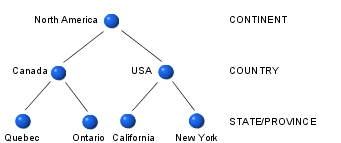 North America CONTINENT
Canada USA COUNTRY
Quebec Ontario California New York STATE/PROVINCE